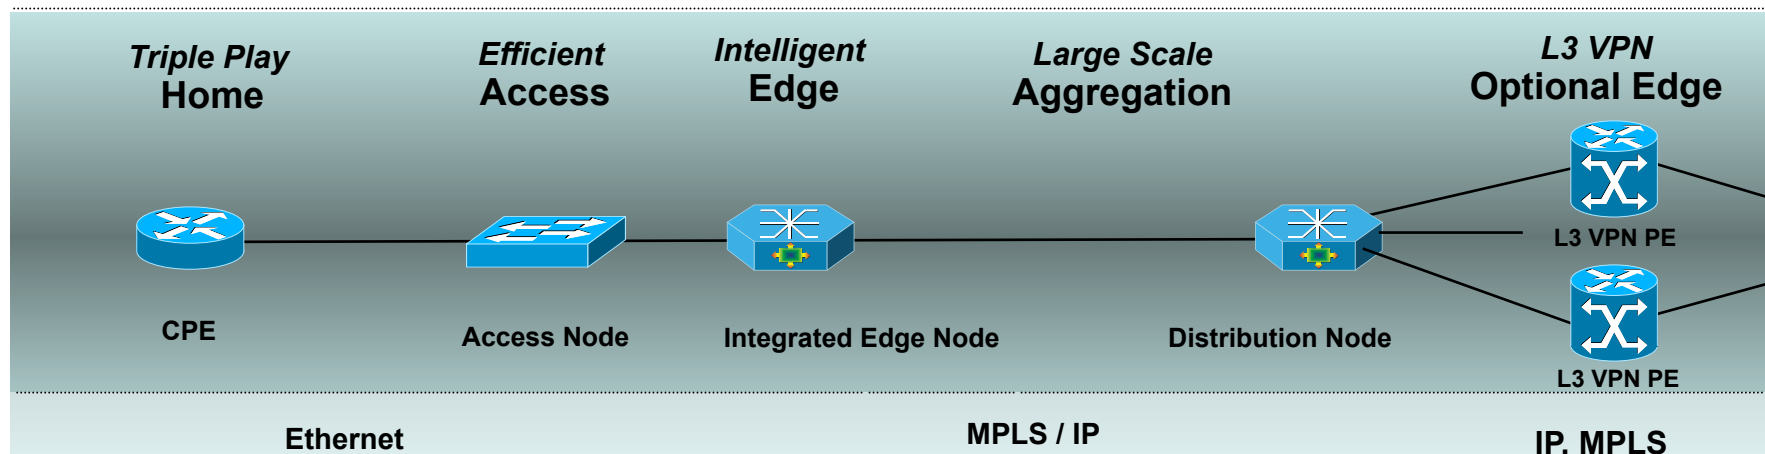 Triple Play
Home
Efficient
Access
Intelligent
Edge
Large Scale
Aggregation
L3 VPN
Optional Edge
L3 VPN PE
CPE
Access Node
Integrated Edge Node
Distribution Node
L3 VPN PE
Ethernet
MPLS / IP
IP, MPLS